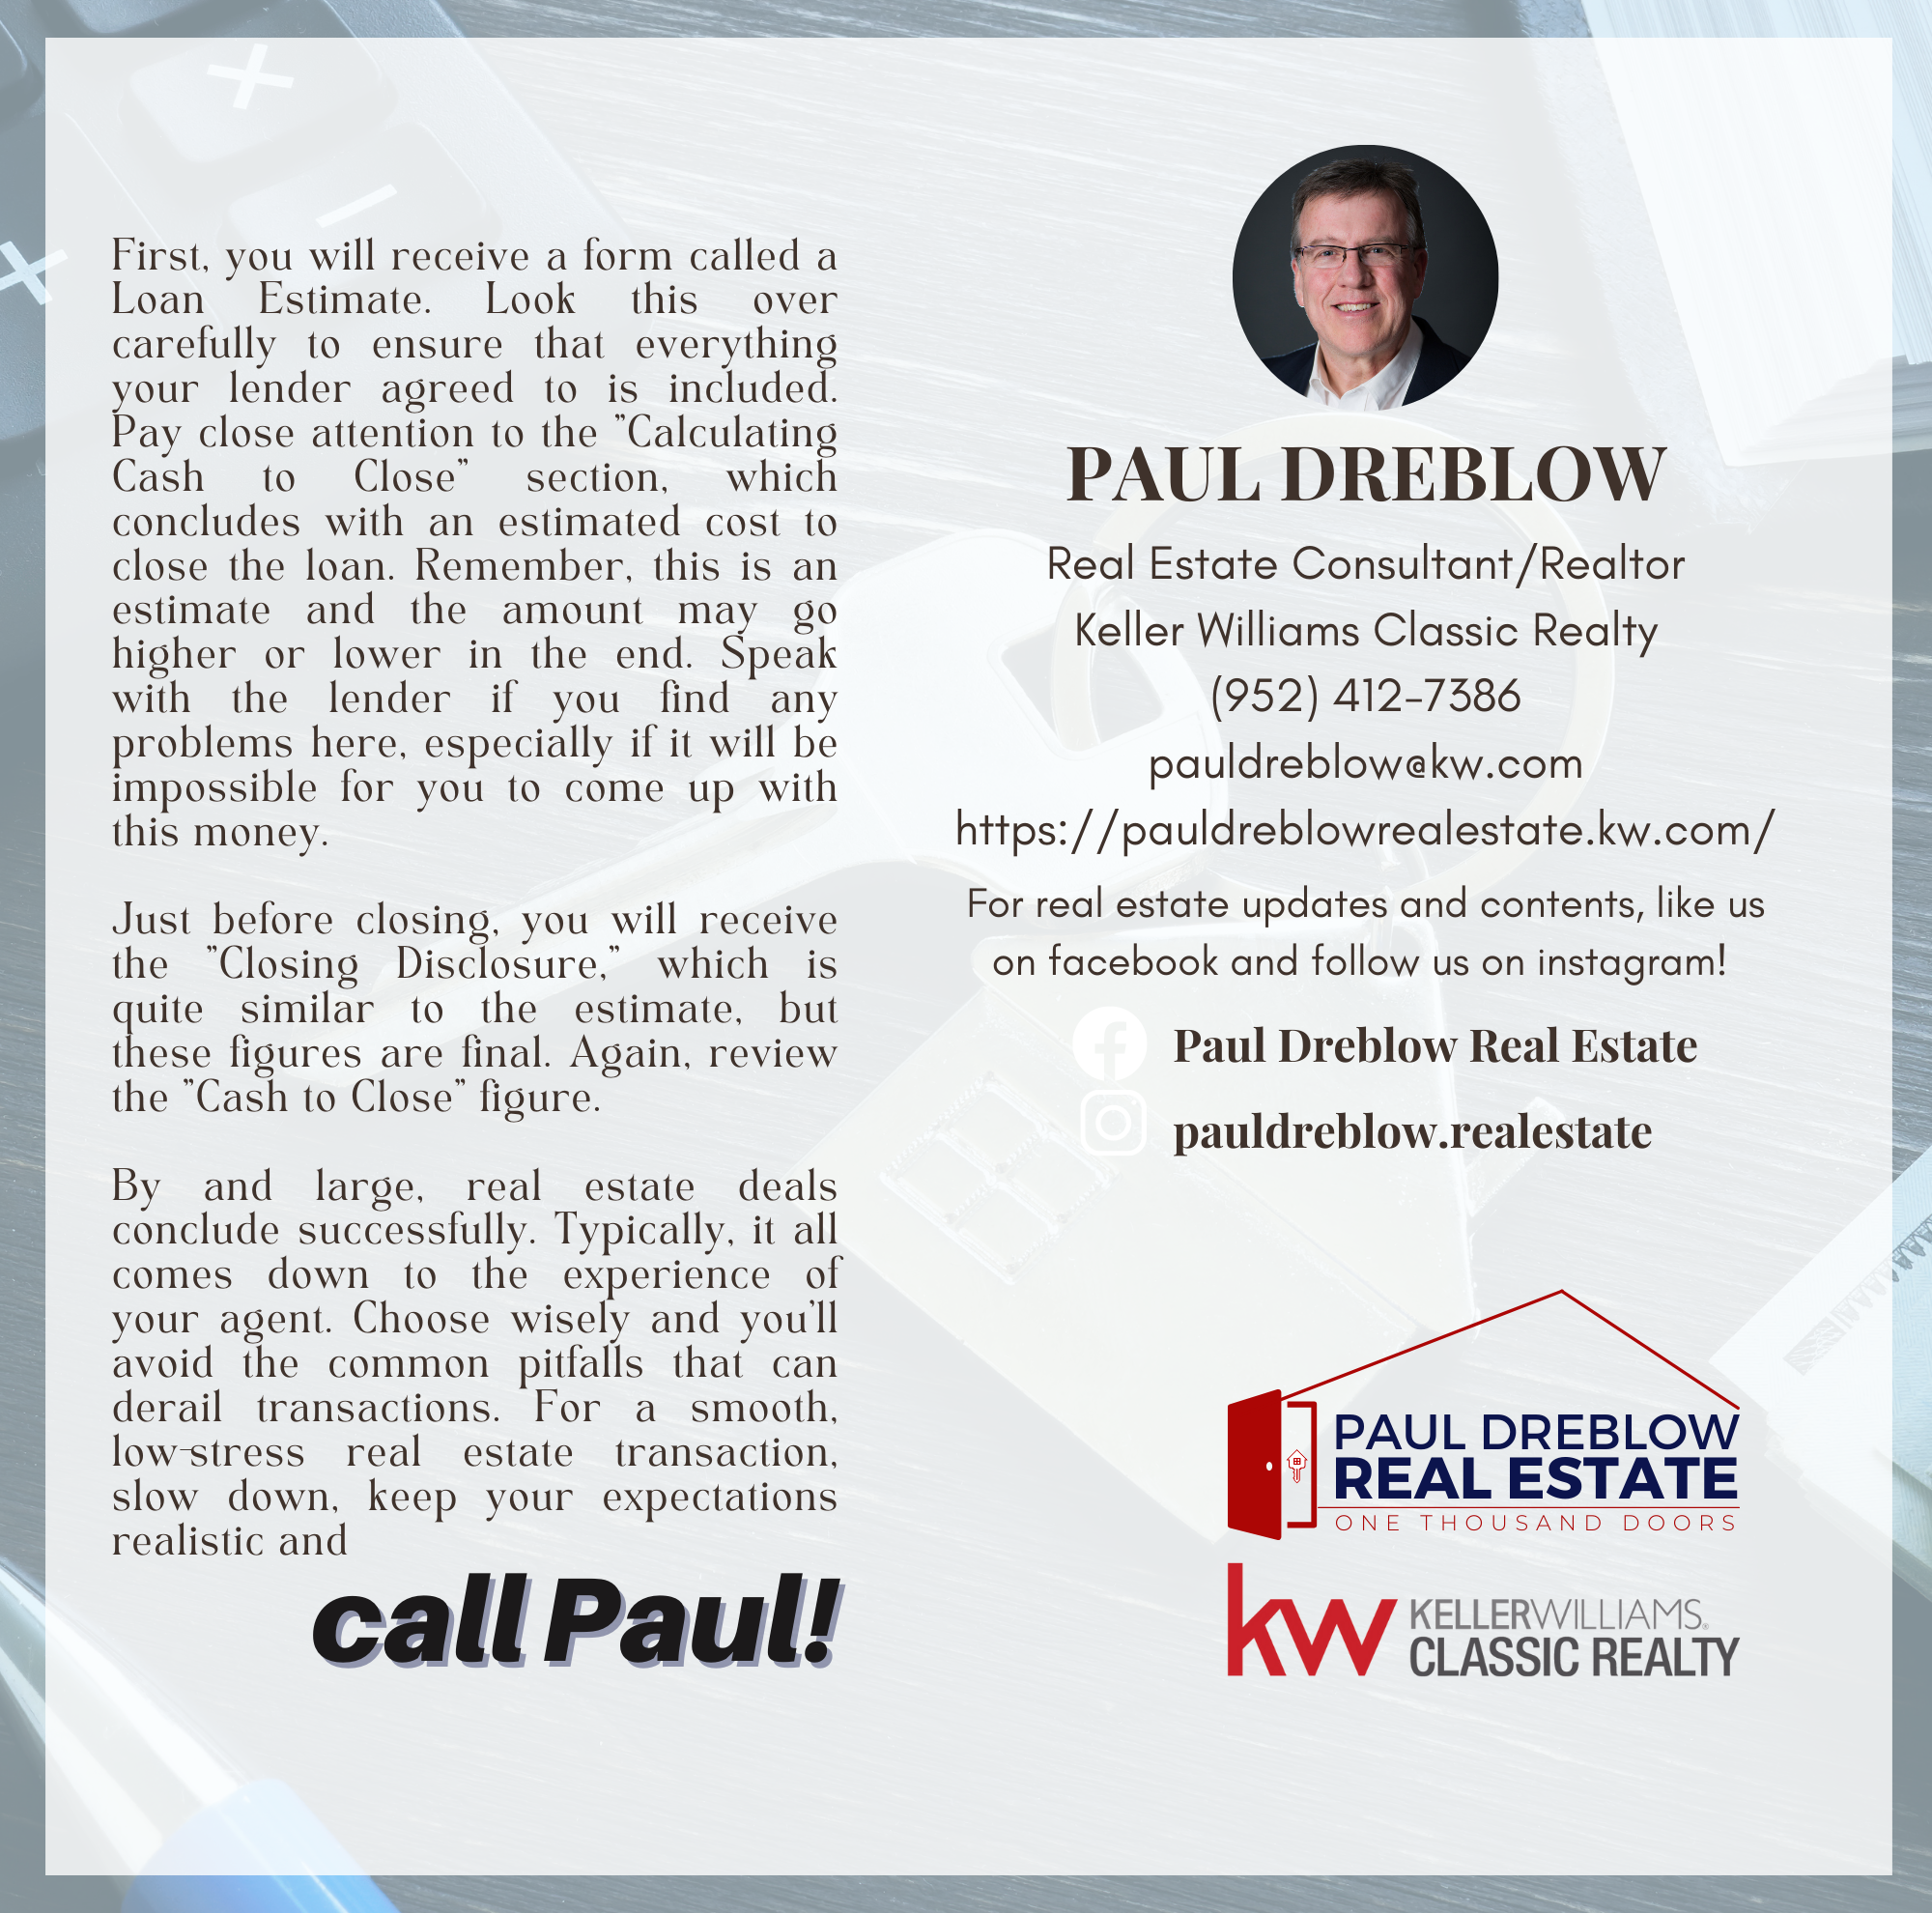 First, you will receive a form called a
Loan Estimate. Look this over
carefully to ensure that everything
your lender agreed to is included.
Pay close attention to the "Calculating
Cash to Close" section, which
concludes with an estimated cost to
close the loan. Remember, this is an
estimate and the amount may go
higher or lower in the end. Speak
with the lender if you find any
problems here, especially if it will be
impossible for you to come up with
this money.
Just before closing, you will receive
the "Closing Disclosure," which is
quite similar to the estimate, but
these figures are final. Again, review
the "Cash to Close" figure.
By and large, real estate deals
conclude successfully. Typically, it all
comes down to the experience of
your agent. Choose wisely and you'll
avoid the common pitfalls that can
derail transactions. For a smooth,
low-stress real estate transaction,
slow down, keep your expectations
realistic and
call Paul!
PAUL DREBLOW
Real Estate Consultant/Realtor
Keller Williams Classic Realty
(952) 412-7386
pauldreblow@kw.com
https://pauldreblowrealestate.kw.com/
For real estate updates and contents, like us
on facebook and follow us on instagram!
Paul Dreblow Real Estate
pauldreblow.realestate
PAUL DREBLOW
REAL ESTATE
ONE THOUSAND DOORS
kw KELLERWILLIAMS®
CLASSIC REALTY